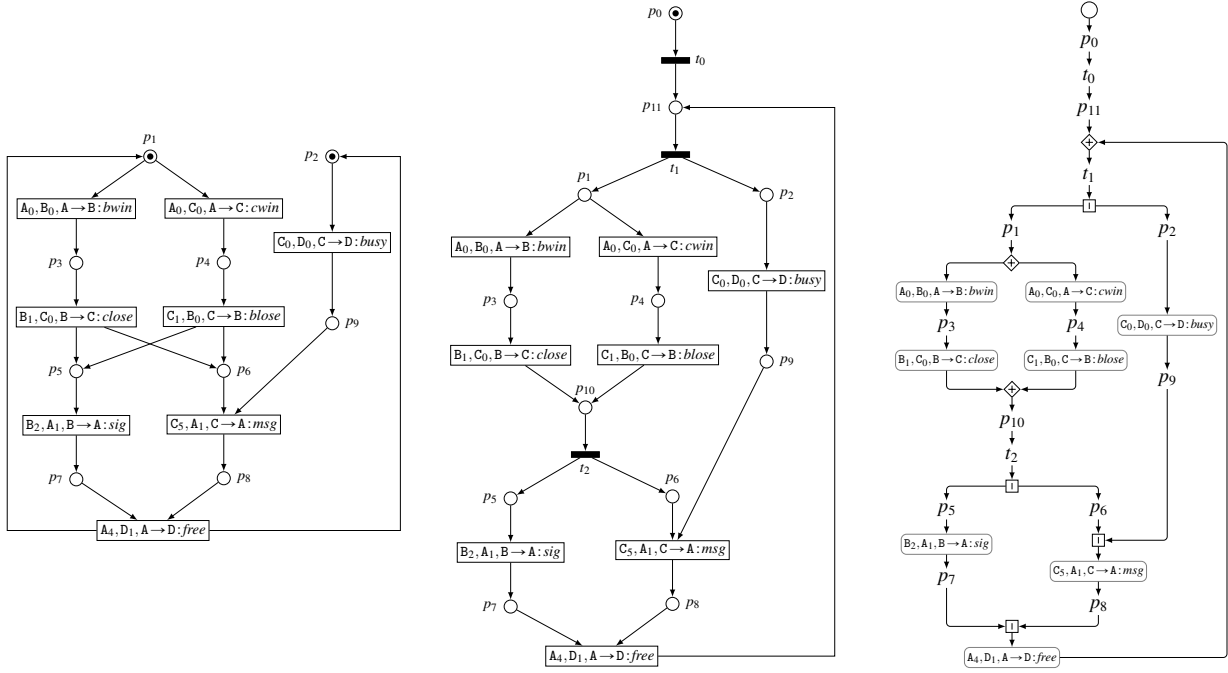 p₁
p₂
A₀,B₀,A→B:bwin
A₀,C₀,A→C:cwin
C₀,D₀,C→D:busy
p₃
p₄
B₁,C₀,B→C:close
C₁,B₀,C→B:blose
p₉
p₅
p₆
B₂,A₁,B→A:sig
C₅,A₁,C→A:msg
p₇
p₈
A₄,D₁,A→D:free
p₀
t₀
p₁₁
t₁
p₁
p₂
A₀,B₀,A→B:bwin
A₀,C₀,A→C:cwin
C₀,D₀,C→D:busy
p₃
p₄
B₁,C₀,B→C:close
C₁,B₀,C→B:blose
p₉
p₁₀
t₂
p₅
p₆
B₂,A₁,B→A:sig
C₅,A₁,C→A:msg
p₇
p₈
A₄,D₁,A→D:free
p₀
t₀
p₁₁
+
t₁
p₁
p₂
+
A₀,B₀,A→B:bwin
A₀,C₀,A→C:cwin
p₃
p₄
C₀,D₀,C→D:busy
B₁,C₀,B→C:close
C₁,B₀,C→B:blose
p₉
+
p₁₀
t₂
p₅
p₆
B₂,A₁,B→A:sig
C₅,A₁,C→A:msg
p₇
p₈
A₄,D₁,A→D:free